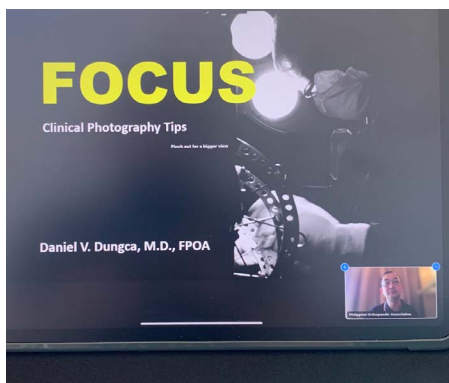 FOCUS
Clinical Photography Tips
Pinch out for a bigger view
Daniel V. Dungca, M.D., FPOA
Philippine Orthopaedic Association